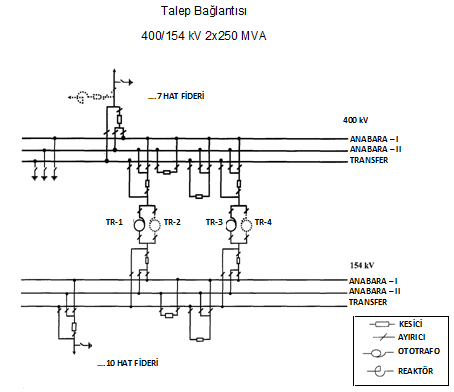 Talep Bağlantısı
400/154 kV 2x250 MVA
....7 HAT FİDERİ
400 kV
ANABARA – I
ANABARA – II
TRANSFER
TR-1
TR-2
TR-3
TR-4
154 kV
ANABARA – I
ANABARA – II
TRANSFER
....10 HAT FİDERİ
KESİCİ
AYIRICI
OTOTRAFO
REAKTÖR